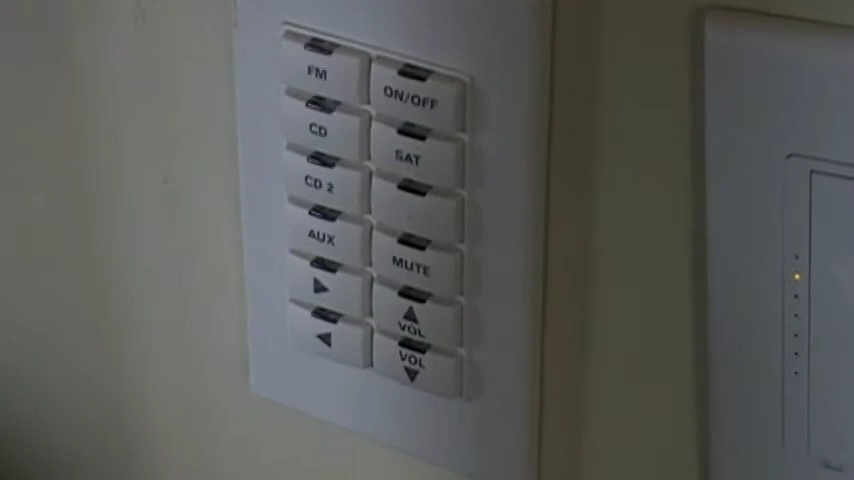 FM
ON/OFF
CD
SAT
CD 2
AUX
MUTE
VOL
VOL